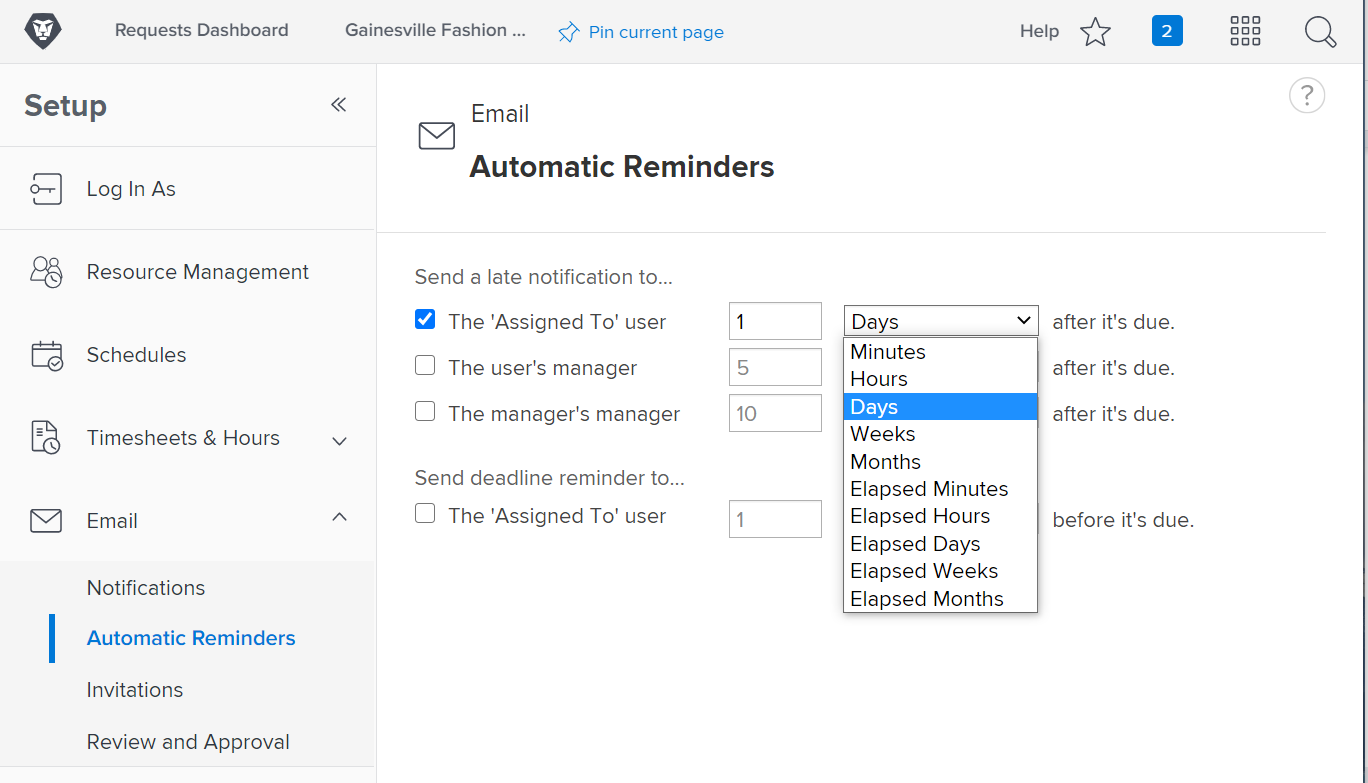 Requests Dashboard
Gainesville Fashion ...
Pin current page
Help
2
Setup
Log In As
Resource Management
Schedules
Timesheets & Hours
Email
Notifications
Automatic Reminders
Invitations
Review and Approval
Email
Automatic Reminders
?
Send a late notification to...
The 'Assigned To' user 1 Days after it's due.
The user's manager 5 after it's due.
The manager's manager 10 after it's due.
Send deadline reminder to...
The 'Assigned To' user 1 before it's due.
Minutes
Hours
Days
Weeks
Months
Elapsed Minutes
Elapsed Hours
Elapsed Days
Elapsed Weeks
Elapsed Months